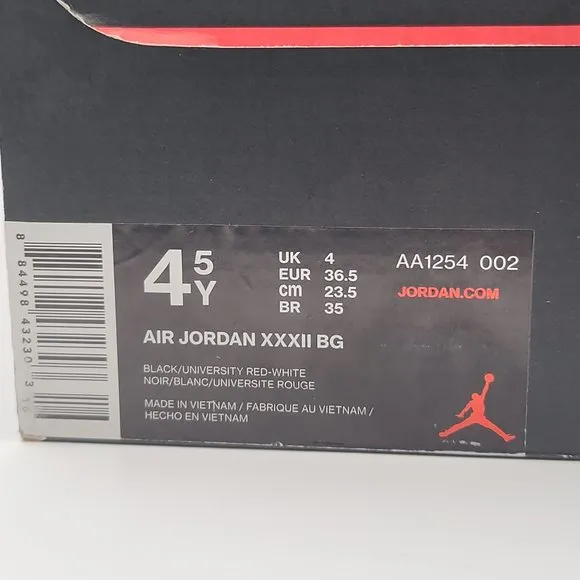 8 84498 43230 3 16
4 5 Y
UK 4
EUR 36.5
cm 23.5
BR 35
AA1254 002
JORDAN.COM
AIR JORDAN XXXII BG
BLACK/UNIVERSITY RED-WHITE
NOIR/BLANC/UNIVERSITE ROUGE
MADE IN VIETNAM / FABRIQUE AU VIETNAM /
HECHO EN VIETNAM